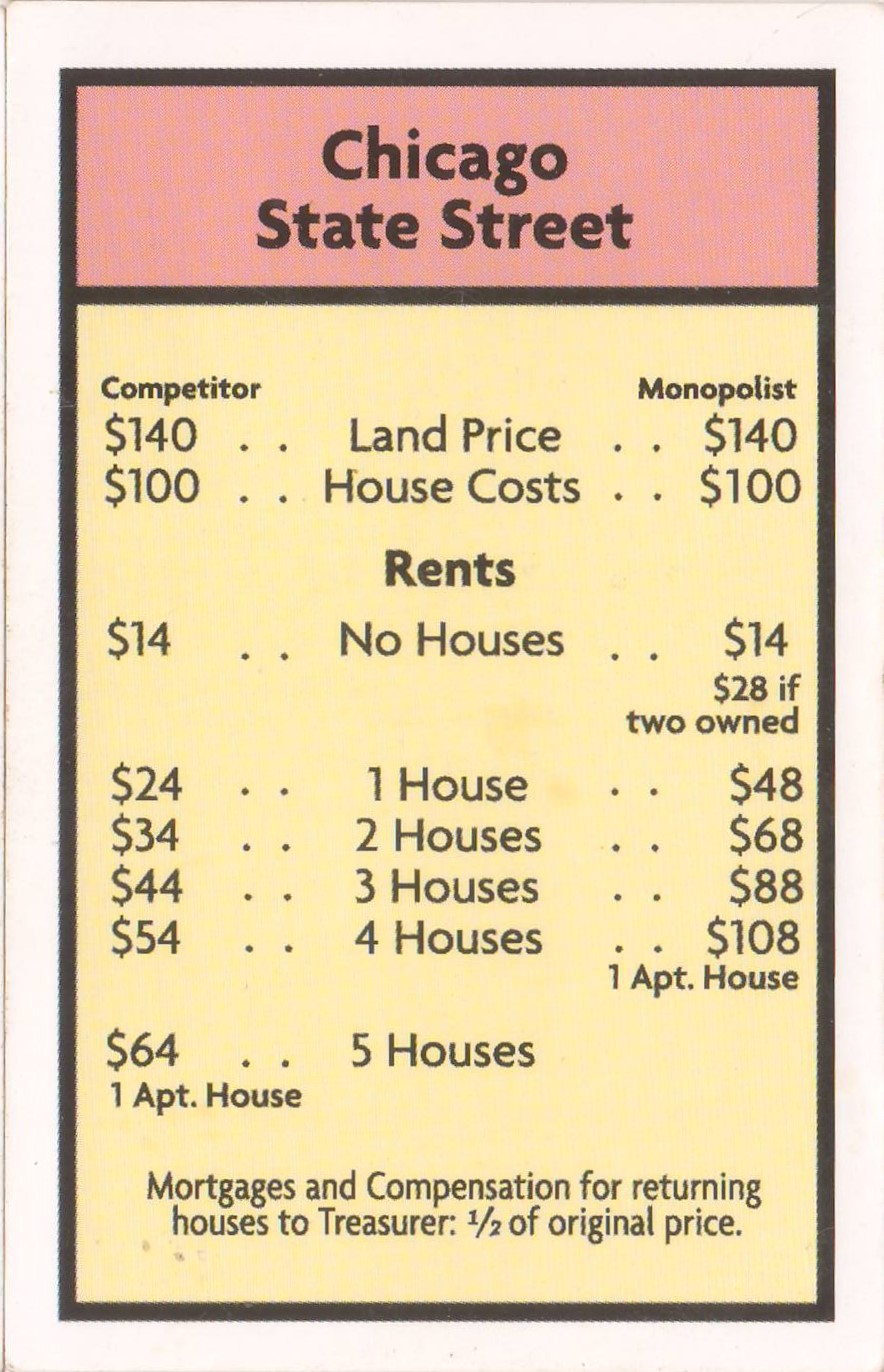 Chicago
State Street
Competitor Monopolist
$140 . . Land Price . . $140
$100 . . House Costs . . $100
Rents
$14 . . No Houses . . $14
$28 if
two owned
$24 . . 1 House . . $48
$34 . . 2 Houses . . $68
$44 . . 3 Houses . . $88
$54 . . 4 Houses . . $108
1 Apt. House
$64 . . 5 Houses
1 Apt. House
Mortgages and Compensation for returning
houses to Treasurer: ½ of original price.